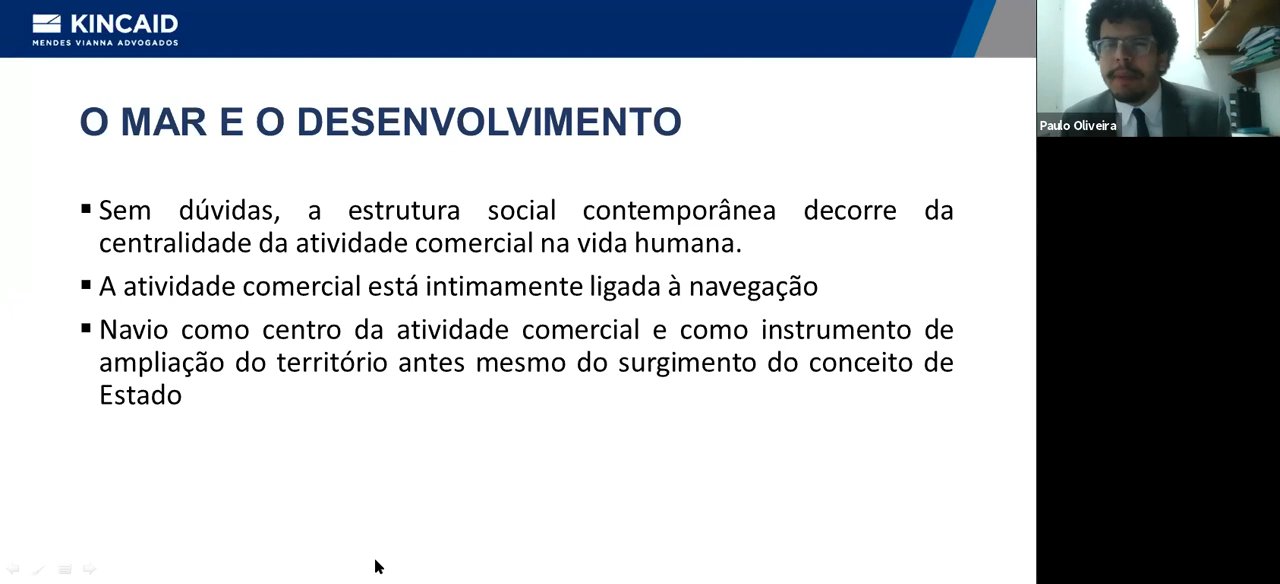 KINCAID
MENDES VIANNA ADVOGADOS
O MAR E O DESENVOLVIMENTO
▪ Sem dúvidas, a estrutura social contemporânea decorre da
centralidade da atividade comercial na vida humana.
▪ A atividade comercial está intimamente ligada à navegação
▪ Navio como centro da atividade comercial e como instrumento de
ampliação do território antes mesmo do surgimento do conceito de
Estado
Paulo Oliveira